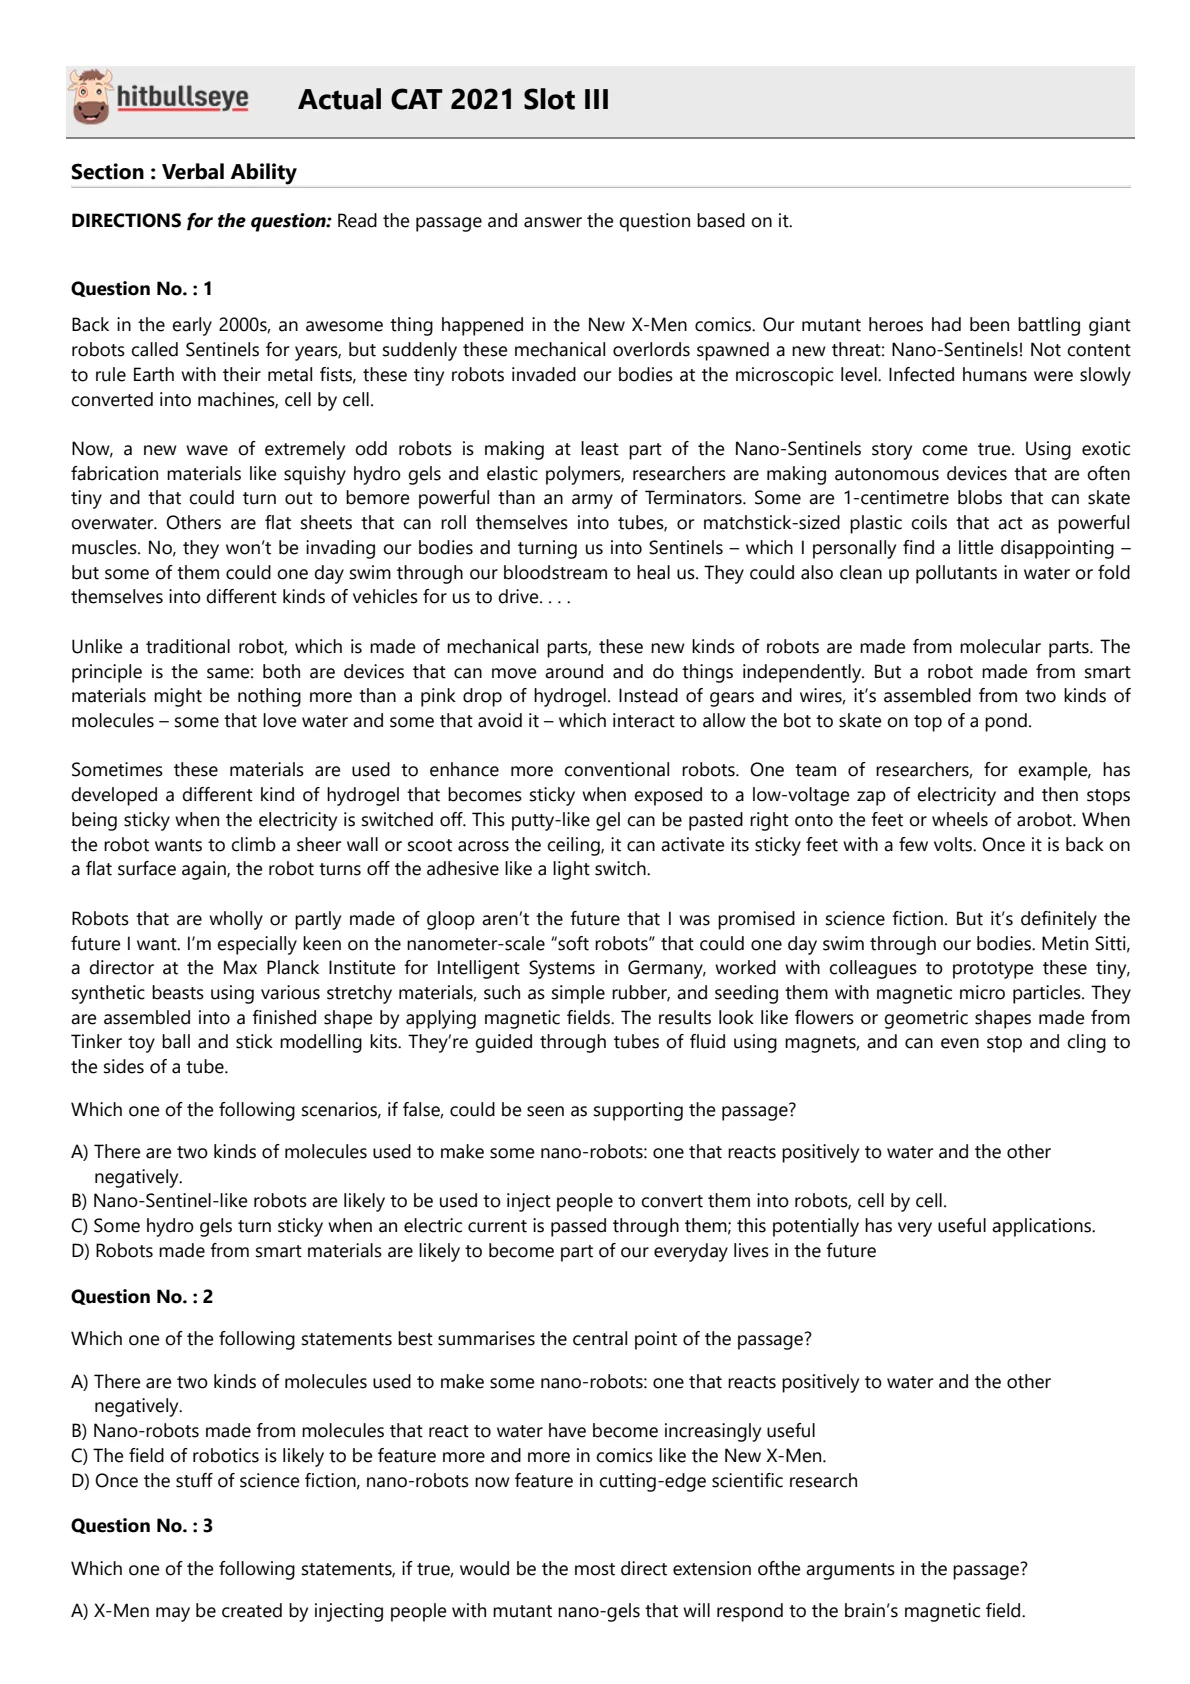 hitbullseye Actual CAT 2021 Slot III
Section : Verbal Ability
DIRECTIONS for the question: Read the passage and answer the question based on it.
Question No. : 1
Back in the early 2000s, an awesome thing happened in the New X-Men comics. Our mutant heroes had been battling giant
robots called Sentinels for years, but suddenly these mechanical overlords spawned a new threat: Nano-Sentinels! Not content
to rule Earth with their metal fists, these tiny robots invaded our bodies at the microscopic level. Infected humans were slowly
converted into machines, cell by cell.
Now, a new wave of extremely odd robots is making at least part of the Nano-Sentinels story come true. Using exotic
fabrication materials like squishy hydro gels and elastic polymers, researchers are making autonomous devices that are often
tiny and that could turn out to bemore powerful than an army of Terminators. Some are 1-centimetre blobs that can skate
overwater. Others are flat sheets that can roll themselves into tubes, or matchstick-sized plastic coils that act as powerful
muscles. No, they won't be invading our bodies and turning us into Sentinels – which I personally find a little disappointing –
but some of them could one day swim through our bloodstream to heal us. They could also clean up pollutants in water or fold
themselves into different kinds of vehicles for us to drive. . . .
Unlike a traditional robot, which is made of mechanical parts, these new kinds of robots are made from molecular parts. The
principle is the same: both are devices that can move around and do things independently. But a robot made from smart
materials might be nothing more than a pink drop of hydrogel. Instead of gears and wires, it's assembled from two kinds of
molecules – some that love water and some that avoid it – which interact to allow the bot to skate on top of a pond.
Sometimes these materials are used to enhance more conventional robots. One team of researchers, for example, has
developed a different kind of hydrogel that becomes sticky when exposed to a low-voltage zap of electricity and then stops
being sticky when the electricity is switched off. This putty-like gel can be pasted right onto the feet or wheels of arobot. When
the robot wants to climb a sheer wall or scoot across the ceiling, it can activate its sticky feet with a few volts. Once it is back on
a flat surface again, the robot turns off the adhesive like a light switch.
Robots that are wholly or partly made of gloop aren't the future that I was promised in science fiction. But it's definitely the
future I want. I'm especially keen on the nanometer-scale “soft robots” that could one day swim through our bodies. Metin Sitti,
a director at the Max Planck Institute for Intelligent Systems in Germany, worked with colleagues to prototype these tiny,
synthetic beasts using various stretchy materials, such as simple rubber, and seeding them with magnetic micro particles. They
are assembled into a finished shape by applying magnetic fields. The results look like flowers or geometric shapes made from
Tinker toy ball and stick modelling kits. They're guided through tubes of fluid using magnets, and can even stop and cling to
the sides of a tube.
Which one of the following scenarios, if false, could be seen as supporting the passage?
A) There are two kinds of molecules used to make some nano-robots: one that reacts positively to water and the other
negatively.
B) Nano-Sentinel-like robots are likely to be used to inject people to convert them into robots, cell by cell.
C) Some hydro gels turn sticky when an electric current is passed through them; this potentially has very useful applications.
D) Robots made from smart materials are likely to become part of our everyday lives in the future
Question No. : 2
Which one of the following statements best summarises the central point of the passage?
A) There are two kinds of molecules used to make some nano-robots: one that reacts positively to water and the other
negatively.
B) Nano-robots made from molecules that react to water have become increasingly useful
C) The field of robotics is likely to be feature more and more in comics like the New X-Men.
D) Once the stuff of science fiction, nano-robots now feature in cutting-edge scientific research
Question No. : 3
Which one of the following statements, if true, would be the most direct extension ofthe arguments in the passage?
A) X-Men may be created by injecting people with mutant nano-gels that will respond to the brain's magnetic field.